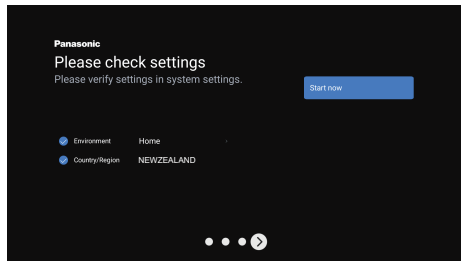 Panasonic
Please check settings
Please verify settings in system settings.
Start now
Environment Home
Country/Region NEWZEALAND